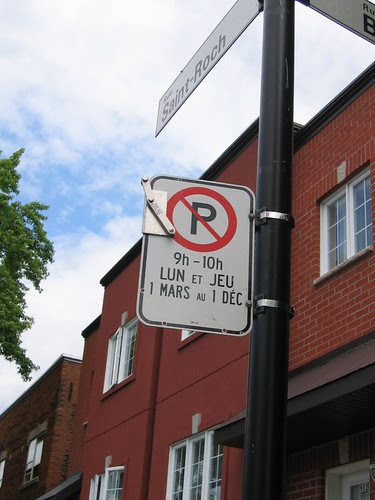 Saint-Roch
P
9h - 10h
LUN ET JEU
1 MARS AU 1 DÉC